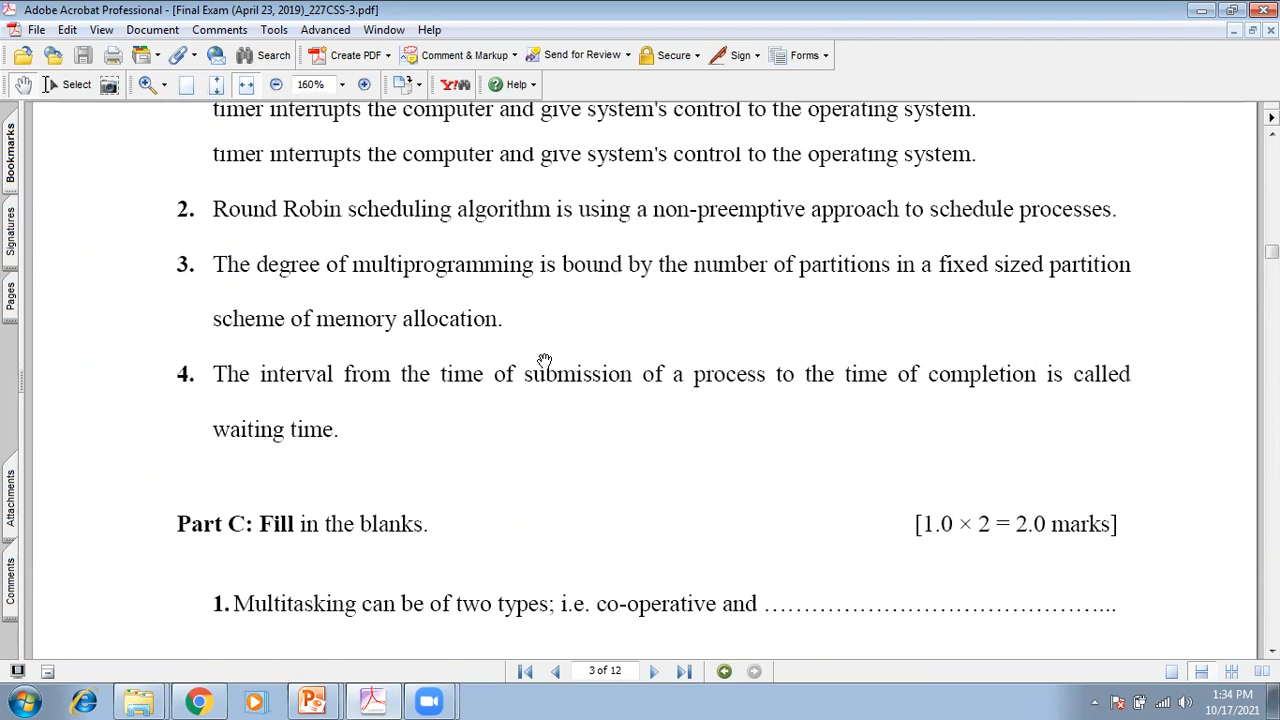 Adobe Acrobat Professional - [Final Exam (April 23, 2019)_227CSS-3.pdf]
File Edit View Document Comments Tools Advanced Window Help
Search Create PDF Comment & Markup Send for Review Secure Sign Forms
Select 160% Y! Help
timer interrupts the computer and give system's control to the operating system.
timer interrupts the computer and give system's control to the operating system.
2. Round Robin scheduling algorithm is using a non-preemptive approach to schedule processes.
3. The degree of multiprogramming is bound by the number of partitions in a fixed sized partition
scheme of memory allocation.
4. The interval from the time of submission of a process to the time of completion is called
waiting time.
Part C: Fill in the blanks. [1.0 × 2 = 2.0 marks]
1. Multitasking can be of two types; i.e. co-operative and …………………………………...
Bookmarks
Signatures
Pages
Attachments
Comments
3 of 12
1:34 PM
10/17/2021